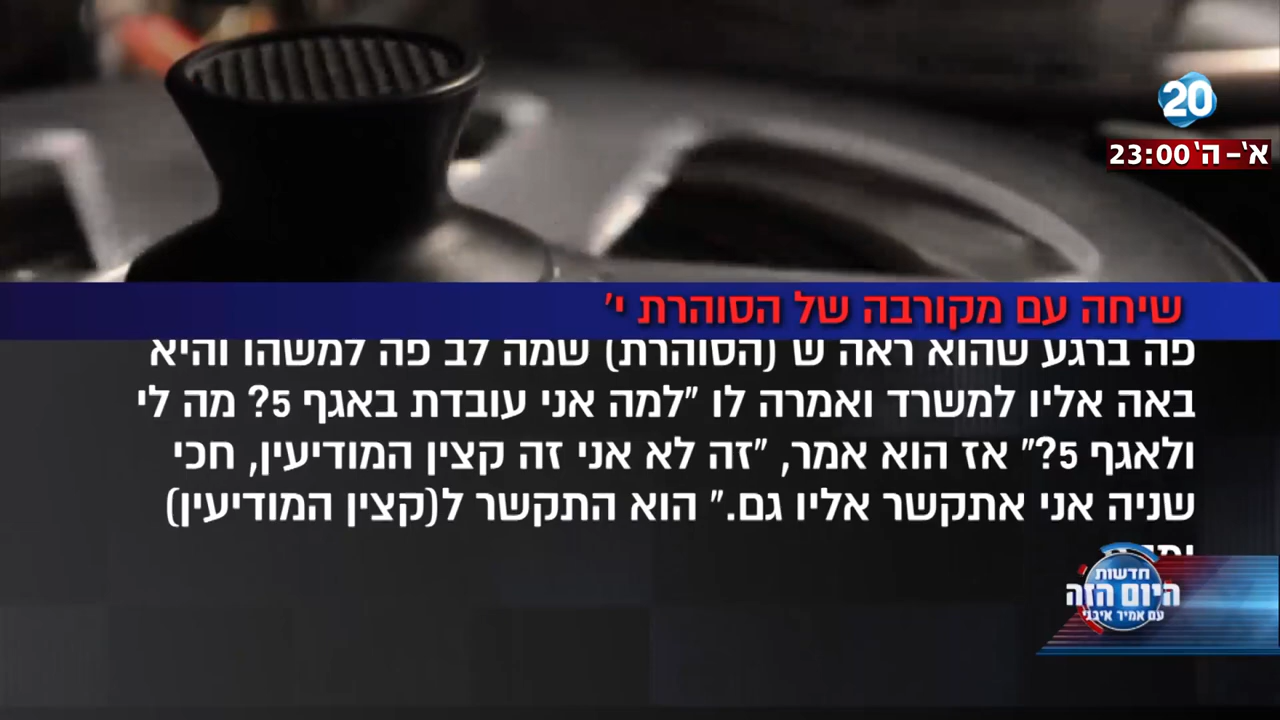 20
א'-ה' 23:00
שיחה עם מקורבה של הסוהרת י'
פה ברגע שהוא ראה ש (הסוהרת) שמה לב פה למשהו והיא
באה אליו למשרד ואמרה לו "למה אני עובדת באגף 5? מה לי
ולאגף 5?" אז הוא אמר, "זה לא אני זה קצין המודיעין, חכי
שניה אני אתקשר אליו גם." הוא התקשר ל(קצין המודיעין)
חדשות
היום הזה
עם אמיר איבגי